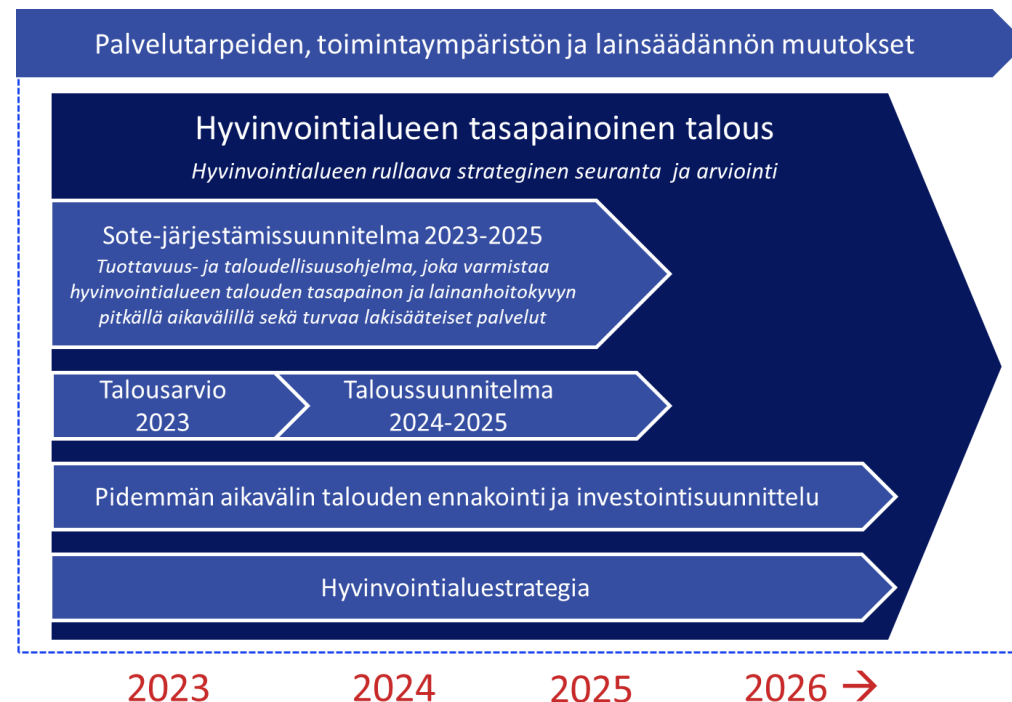 Palvelutarpeiden, toimintaympäristön ja lainsäädännön muutokset
Hyvinvointialueen tasapainoinen talous
Hyvinvointialueen rullaava strateginen seuranta ja arviointi
Sote-järjestämissuunnitelma 2023-2025
Tuottavuus- ja taloudellisuusohjelma, joka varmistaa
hyvinvointialueen talouden tasapainon ja lainanhoitokyvyn
pitkällä aikavälillä sekä turvaa lakisääteiset palvelut
Talousarvio
2023
Taloussuunnitelma
2024-2025
Pidemmän aikavälin talouden ennakointi ja investointisuunnittelu
Hyvinvointialuestrategia
2023 2024 2025 2026 →